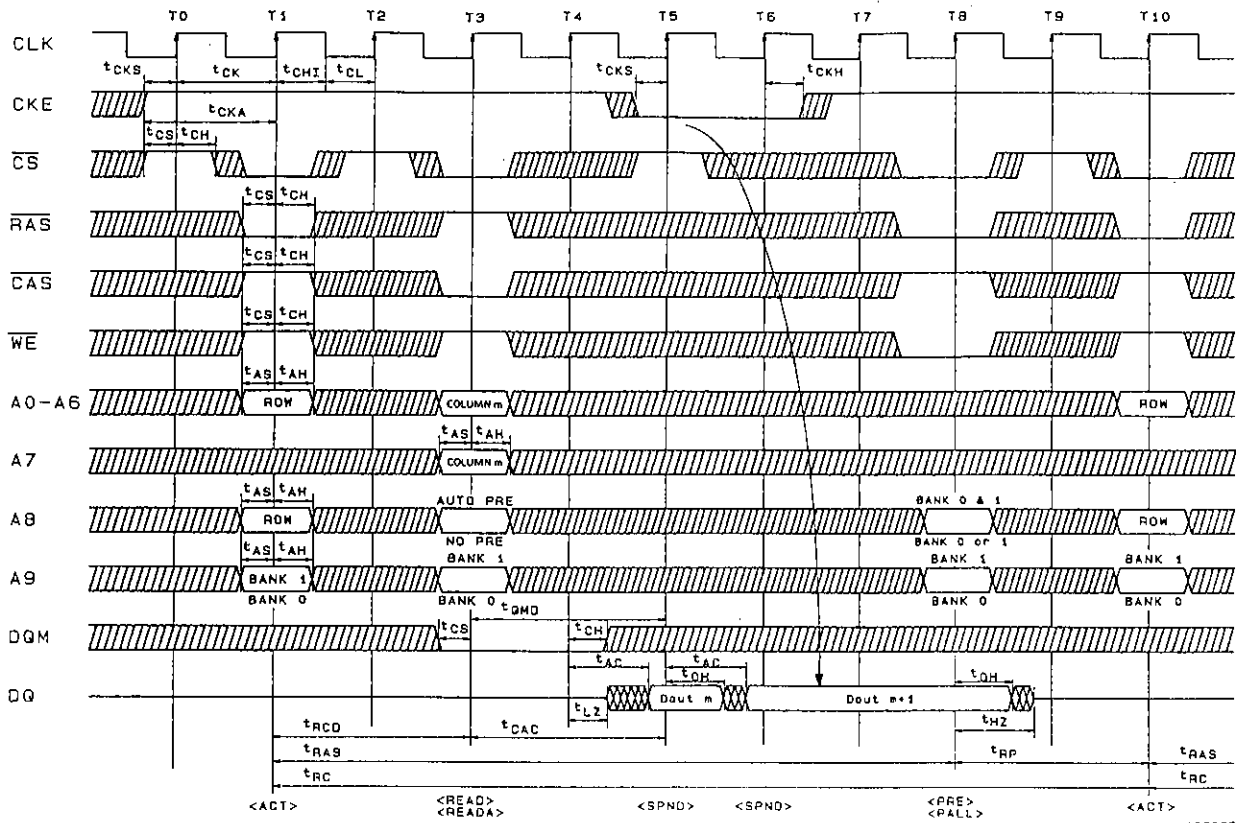 T0 T1 T2 T3 T4 T5 T6 T7 T8 T9 T10
CLK
tCKS tCK tCHI tCL tCKS tCKH
CKE
tCKA
tCS tCH
CS
tCS tCH
RAS
tCS tCH
CAS
tCS tCH
WE
tAS tAH
A0-A6 ROW COLUMN m ROW
tAS tAH
A7 COLUMN m
tAS tAH AUTO PRE BANK 0 & 1
A8 ROW ROW
NO PRE BANK 0 or 1
tAS tAH BANK 1 BANK 1 BANK 1
A9 BANK 1
BANK 0 BANK 0 BANK 0 BANK 0
tQMD
DQM tCS tCH
tAC tAC
tOH tOH
DQ Dout m Dout m+1
tLZ tHZ
tRCD tCAC
tRAS tRP tRAS
tRC tRC
<ACT> <READ> <SPND> <SPND> <PRE> <ACT>
<READA> <PALL>